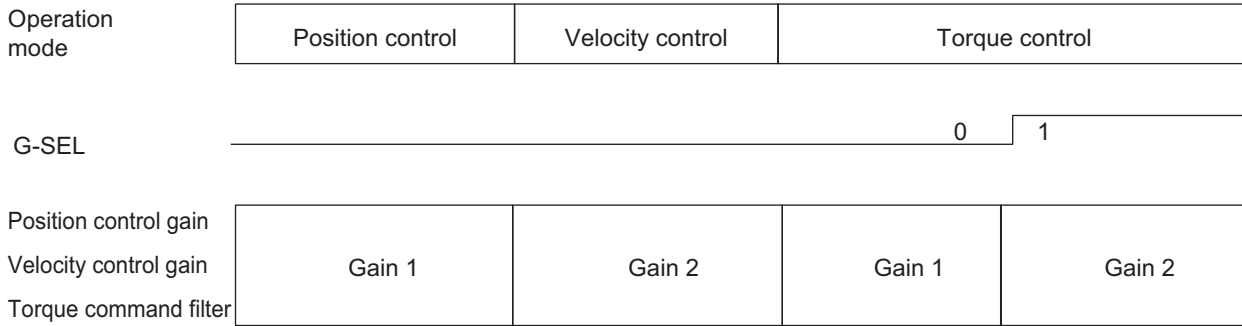 Operation
mode
Position control
Velocity control
Torque control
G-SEL
0
1
Position control gain
Velocity control gain
Torque command filter
Gain 1
Gain 2
Gain 1
Gain 2